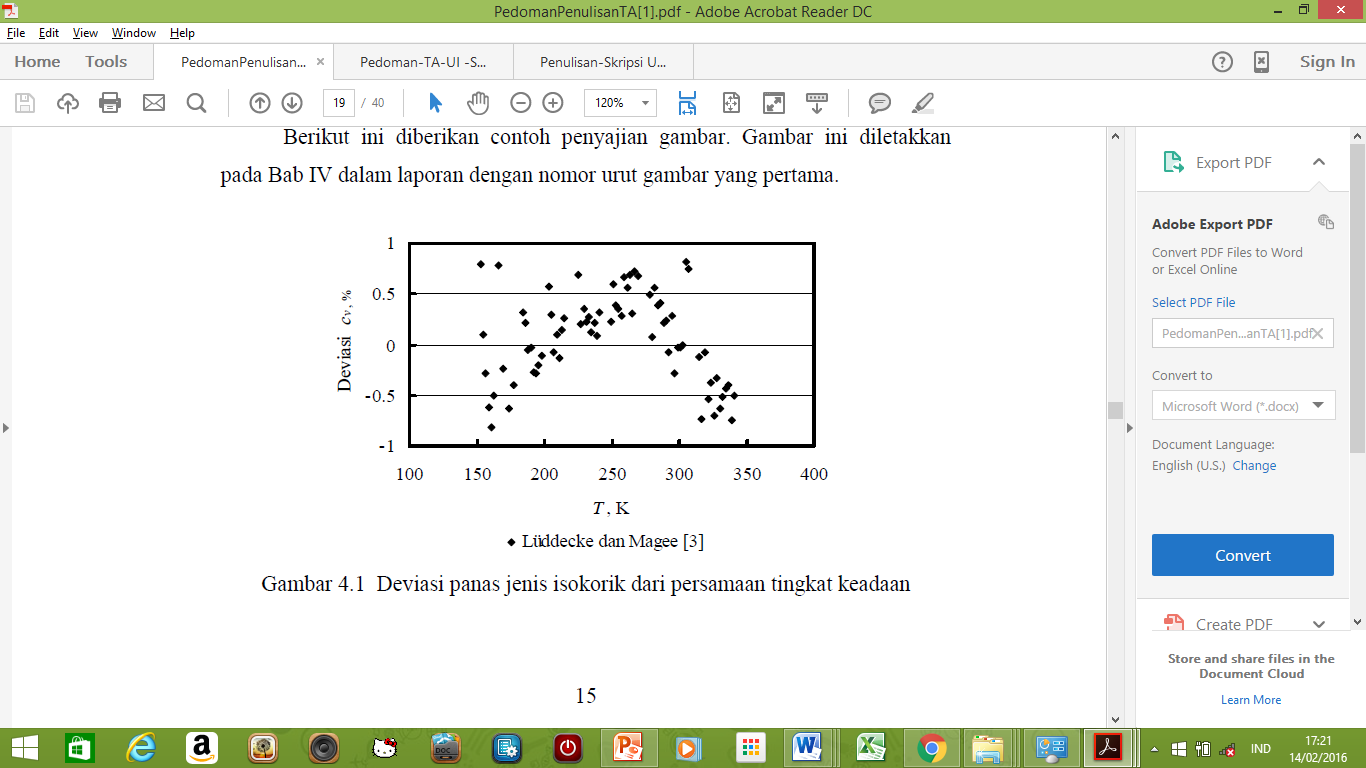 PedomanPenulisanTA[1].pdf - Adobe Acrobat Reader DC
File Edit View Window Help
Home Tools PedomanPenulisan... × Pedoman-TA-UI -S... Penulisan-Skripsi U... Sign In
19 / 40 120%
Berikut ini diberikan contoh penyajian gambar. Gambar ini diletakkan
pada Bab IV dalam laporan dengan nomor urut gambar yang pertama.
1
0.5
0
-0.5
-1
Deviasi cv, %
100 150 200 250 300 350 400
T, K
Lüddecke dan Magee [3]
Gambar 4.1 Deviasi panas jenis isokorik dari persamaan tingkat keadaan
15
Export PDF
Adobe Export PDF
Convert PDF Files to Word
or Excel Online
Select PDF File
PedomanPen...anTA[1].pdf
Convert to
Microsoft Word (*.docx)
Document Language:
English (U.S.) Change
Convert
Create PDF
Store and share files in the
Document Cloud
Learn More
DOC
IND
17:21
14/02/2016